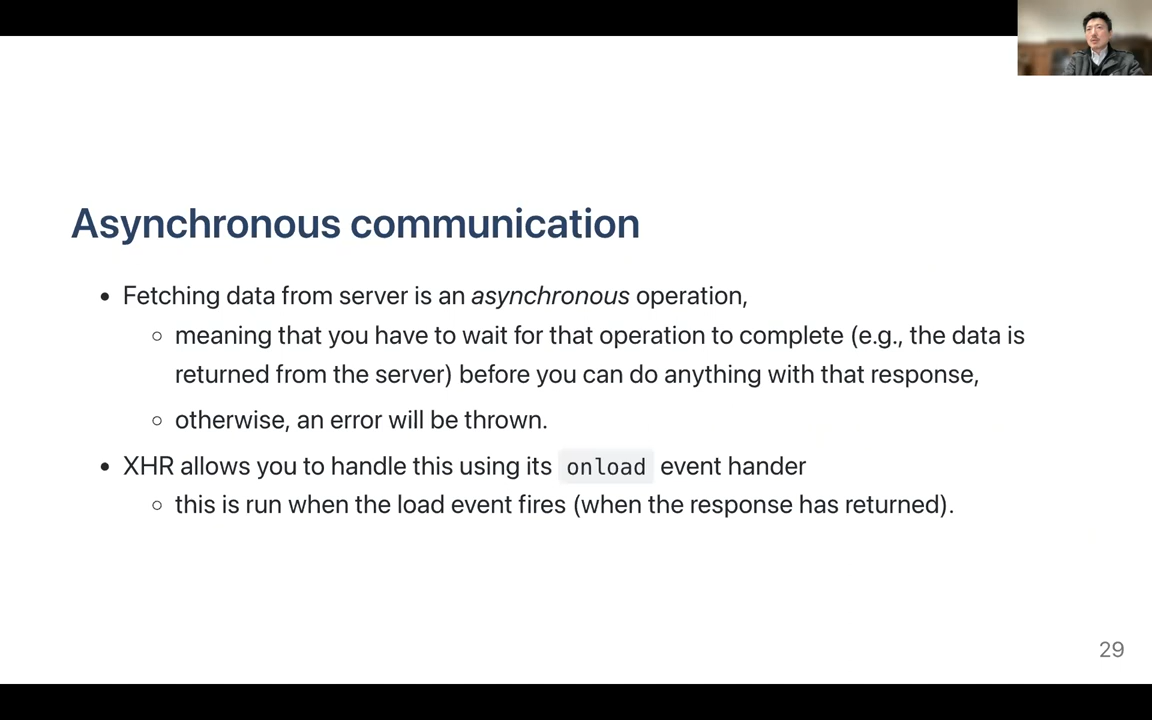 Asynchronous communication
• Fetching data from server is an asynchronous operation,
◦ meaning that you have to wait for that operation to complete (e.g., the data is
returned from the server) before you can do anything with that response,
◦ otherwise, an error will be thrown.
• XHR allows you to handle this using its onload event hander
◦ this is run when the load event fires (when the response has returned).
29